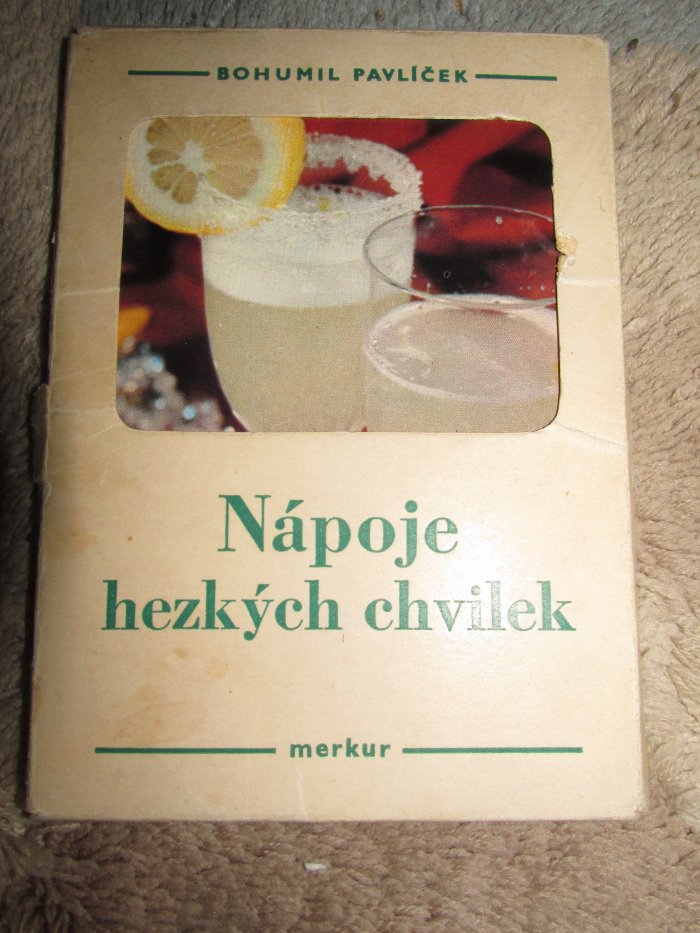 BOHUMIL PAVLÍČEK
Nápoje
hezkých chvilek
merkur